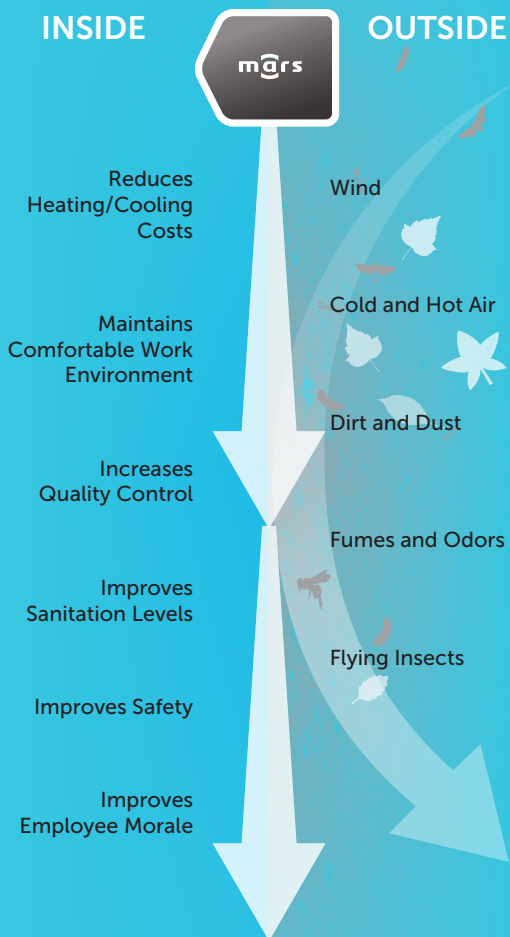 INSIDE
OUTSIDE
mars
Reduces
Heating/Cooling
Costs
Maintains
Comfortable Work
Environment
Increases
Quality Control
Improves
Sanitation Levels
Improves Safety
Improves
Employee Morale
Wind
Cold and Hot Air
Dirt and Dust
Fumes and Odors
Flying Insects